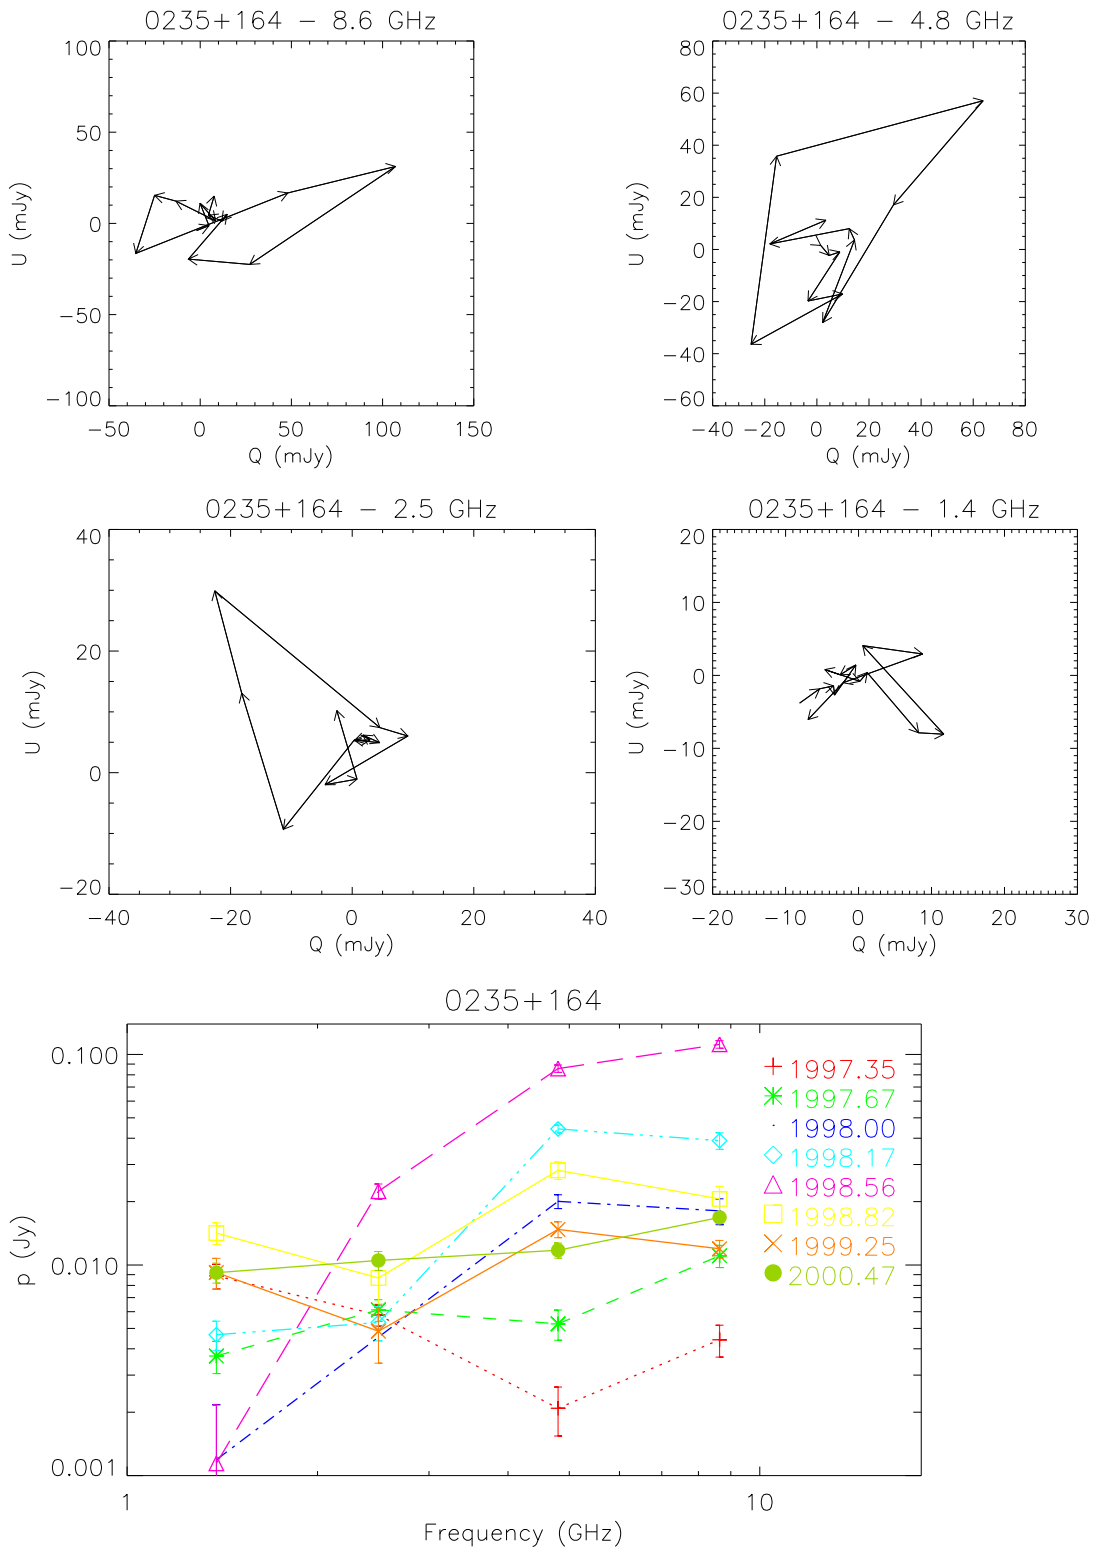 0235+164 − 8.6 GHz
100
50
0
−50
−100
U (mJy)
−50 0 50 100 150
Q (mJy)
0235+164 − 4.8 GHz
80
60
40
20
0
−20
−40
−60
U (mJy)
−40 −20 0 20 40 60 80
Q (mJy)
0235+164 − 2.5 GHz
40
20
0
−20
U (mJy)
−40 −20 0 20 40
Q (mJy)
0235+164 − 1.4 GHz
20
10
0
−10
−20
−30
U (mJy)
−20 −10 0 10 20 30
Q (mJy)
0235+164
0.100
0.010
0.001
p (Jy)
1997.35
1997.67
1998.00
1998.17
1998.56
1998.82
1999.25
2000.47
1 10
Frequency (GHz)